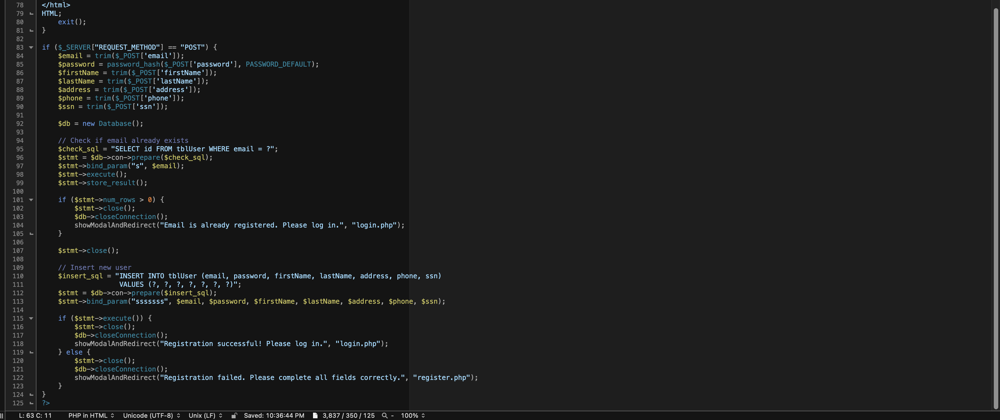 78 </html>
79 HTML;
80     exit();
81 }
82
83 if ($_SERVER["REQUEST_METHOD"] == "POST") {
84     $email = trim($_POST['email']);
85     $password = password_hash($_POST['password'], PASSWORD_DEFAULT);
86     $firstName = trim($_POST['firstName']);
87     $lastName = trim($_POST['lastName']);
88     $address = trim($_POST['address']);
89     $phone = trim($_POST['phone']);
90     $ssn = trim($_POST['ssn']);
91
92     $db = new Database();
93
94     // Check if email already exists
95     $check_sql = "SELECT id FROM tblUser WHERE email = ?";
96     $stmt = $db->con->prepare($check_sql);
97     $stmt->bind_param("s", $email);
98     $stmt->execute();
99     $stmt->store_result();
100
101     if ($stmt->num_rows > 0) {
102         $stmt->close();
103         $db->closeConnection();
104         showModalAndRedirect("Email is already registered. Please log in.", "login.php");
105     }
106
107     $stmt->close();
108
109     // Insert new user
110     $insert_sql = "INSERT INTO tblUser (email, password, firstName, lastName, address, phone, ssn)
111                    VALUES (?, ?, ?, ?, ?, ?, ?)";
112     $stmt = $db->con->prepare($insert_sql);
113     $stmt->bind_param("sssssss", $email, $password, $firstName, $lastName, $address, $phone, $ssn);
114
115     if ($stmt->execute()) {
116         $stmt->close();
117         $db->closeConnection();
118         showModalAndRedirect("Registration successful! Please log in.", "login.php");
119     } else {
120         $stmt->close();
121         $db->closeConnection();
122         showModalAndRedirect("Registration failed. Please complete all fields correctly.", "register.php");
123     }
124 }
125 ?>
L: 63 C: 11 PHP in HTML Unicode (UTF-8) Unix (LF) Saved: 10:36:44 PM 3,837 / 350 / 125 - 100%